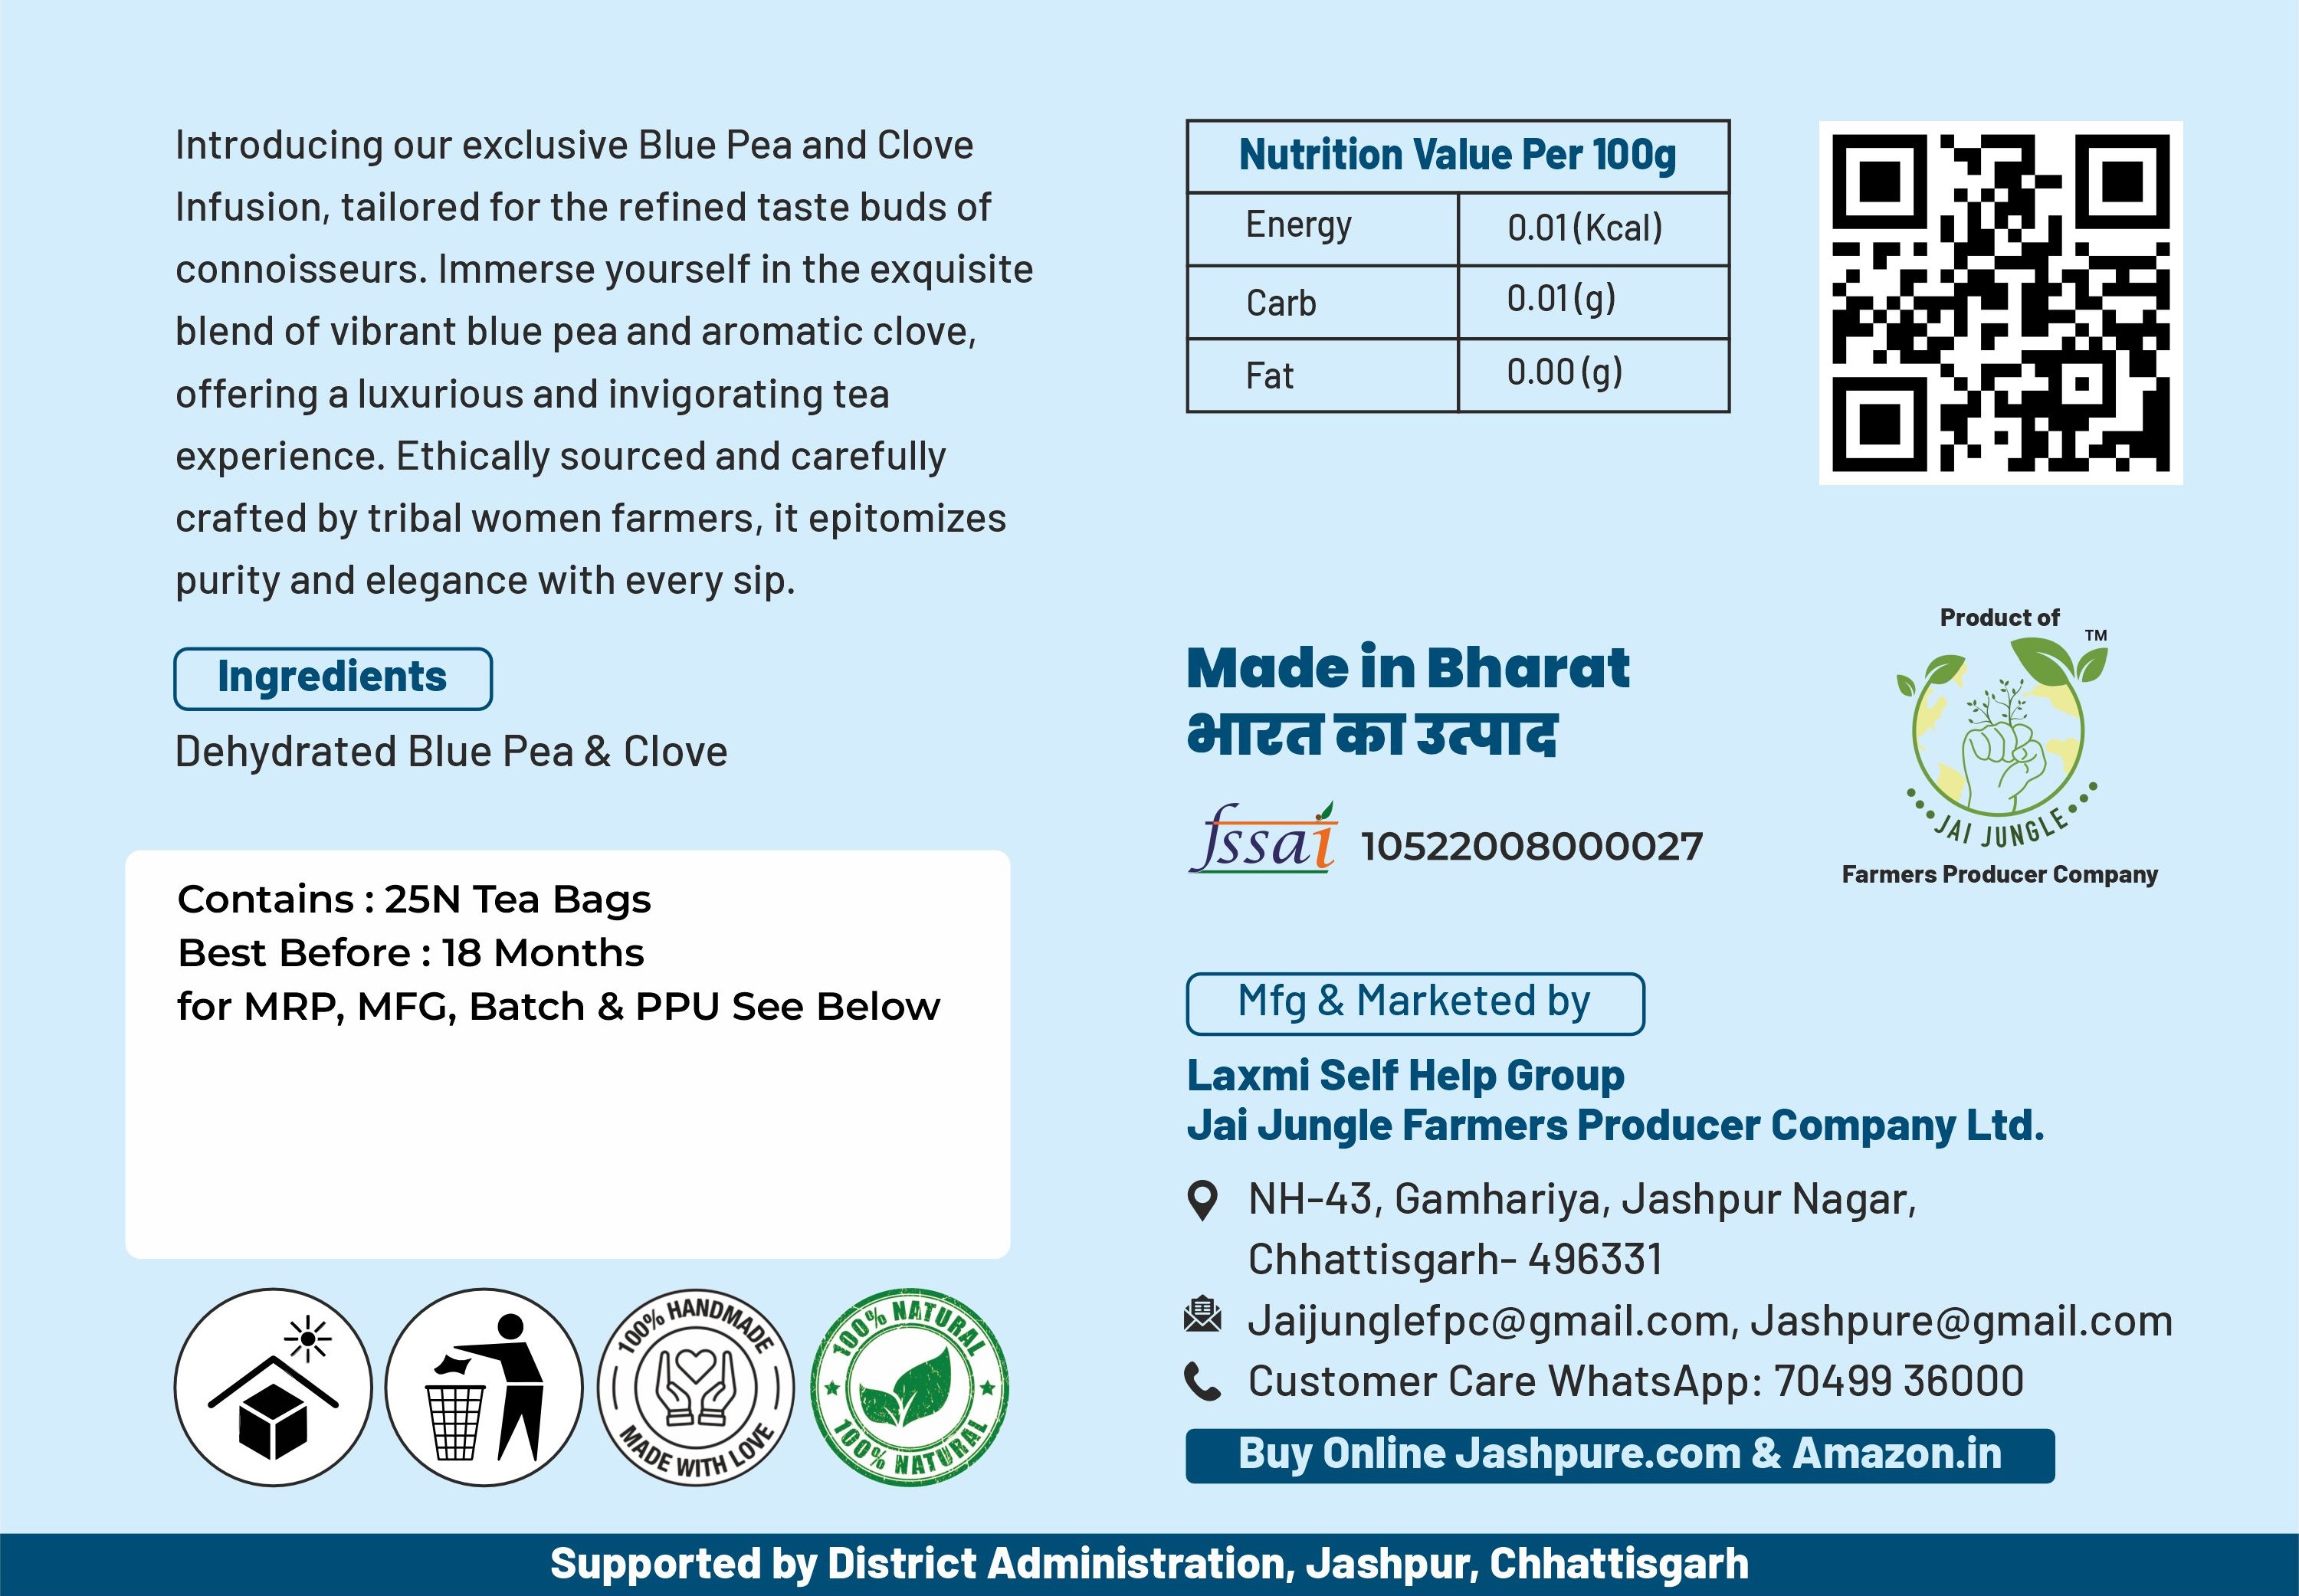 Introducing our exclusive Blue Pea and Clove
Infusion, tailored for the refined taste buds of
connoisseurs. Immerse yourself in the exquisite
blend of vibrant blue pea and aromatic clove,
offering a luxurious and invigorating tea
experience. Ethically sourced and carefully
crafted by tribal women farmers, it epitomizes
purity and elegance with every sip.
Ingredients
Dehydrated Blue Pea & Clove
Contains : 25N Tea Bags
Best Before : 18 Months
for MRP, MFG, Batch & PPU See Below
100% HANDMADE
MADE WITH LOVE
100% NATURAL
100% NATURAL
Nutrition Value Per 100g
Energy 0.01 (Kcal)
Carb 0.01 (g)
Fat 0.00 (g)
Made in Bharat
भारत का उत्पाद
fssai 10522008000027
Product of
TM
JAI JUNGLE
Farmers Producer Company
Mfg & Marketed by
Laxmi Self Help Group
Jai Jungle Farmers Producer Company Ltd.
NH-43, Gamhariya, Jashpur Nagar,
Chhattisgarh- 496331
Jaijunglefpc@gmail.com, Jashpure@gmail.com
Customer Care WhatsApp: 70499 36000
Buy Online Jashpure.com & Amazon.in
Supported by District Administration, Jashpur, Chhattisgarh